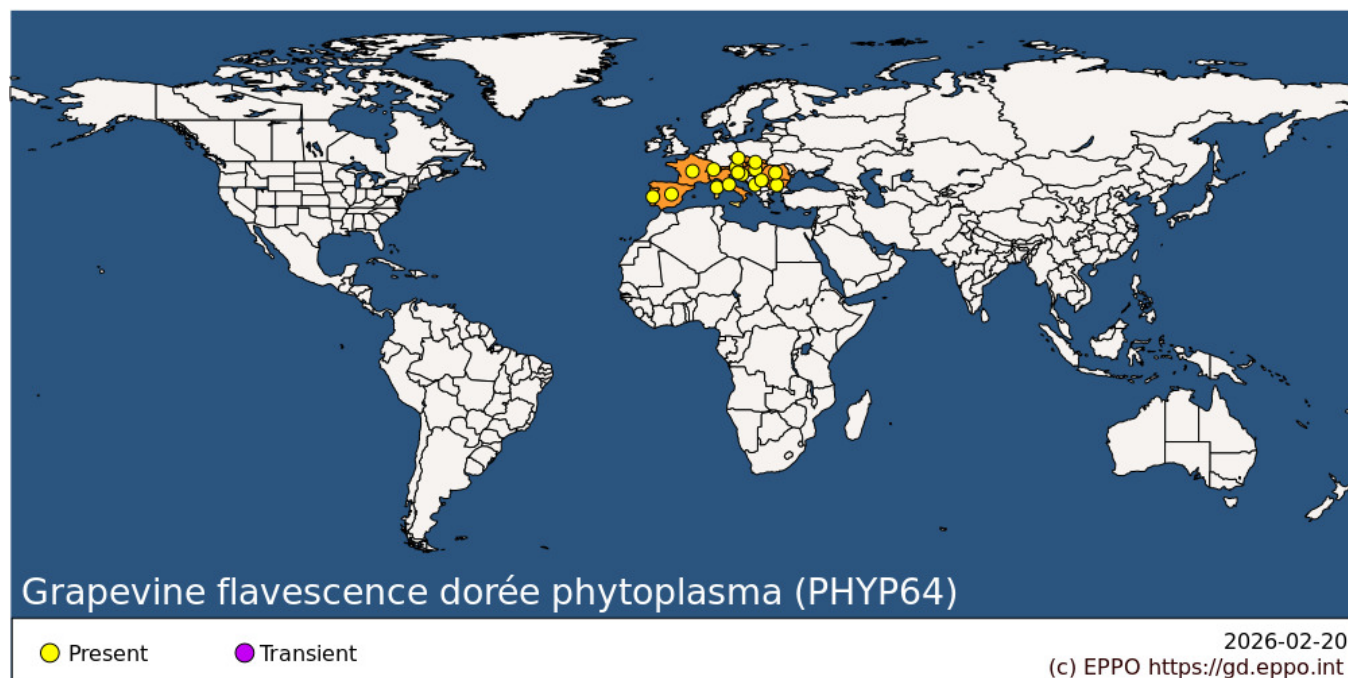 Grapevine flavescence dorée phytoplasma (PHYP64)
Present
Transient
2026-02-20
(c) EPPO https://gd.eppo.int